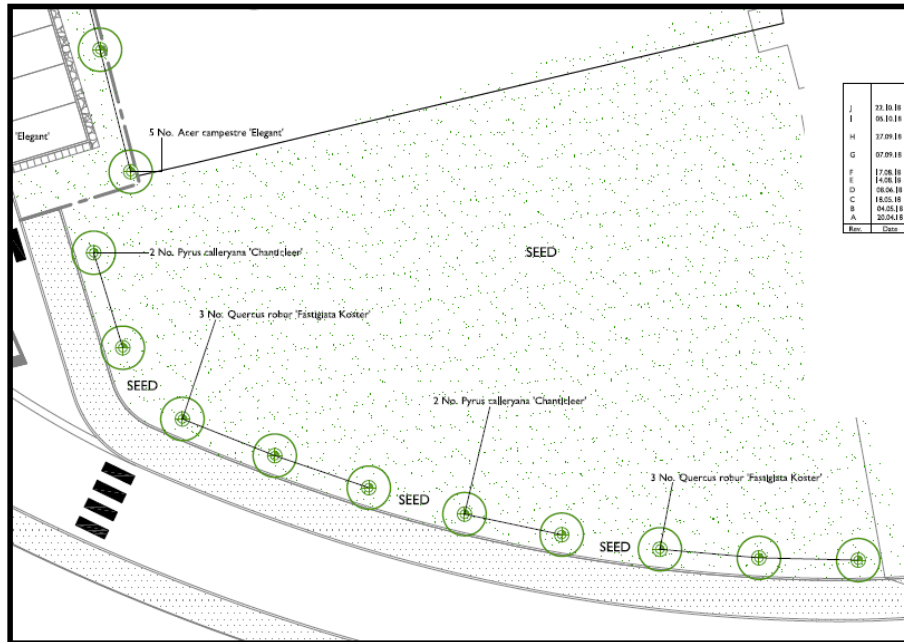 5 No. Acer campestre 'Elegant'
'Elegant'
2 No. Pyrus calleryana 'Chanticleer'
SEED
3 No. Quercus robur 'Fastigiata Koster'
SEED
2 No. Pyrus calleryana 'Chanticleer'
3 No. Quercus robur 'Fastigiata Koster'
SEED
SEED
J 22.10.18
I 05.10.18
H 27.09.18
G 07.09.18
F 17.08.18
E 14.08.18
D 08.06.18
C 18.05.18
B 04.05.18
A 20.04.18
Rev. Date